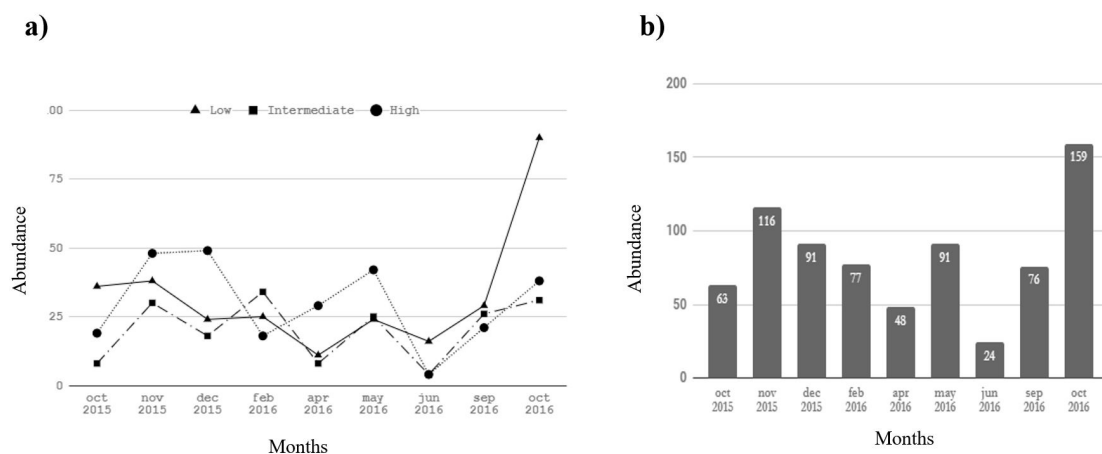 a)
.00
Low Intermediate High
75
50
25
0
Abundance
oct nov dec feb apr may jun sep oct
2015 2015 2015 2016 2016 2016 2016 2016 2016
Months
b)
200
150
100
50
0
Abundance
63 116 91 77 48 91 24 76 159
oct nov dec feb apr may jun sep oct
2015 2015 2015 2016 2016 2016 2016 2016 2016
Months